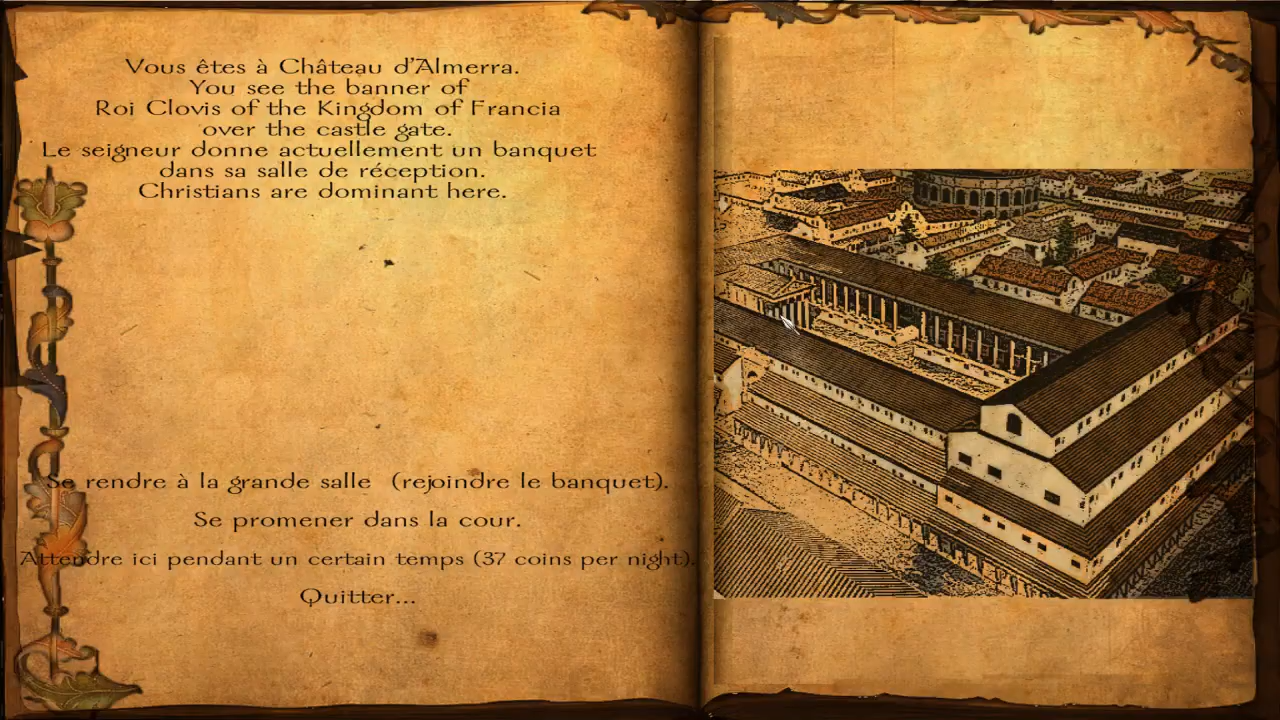 Vous êtes à Château d'Almerra.
You see the banner of
Roi Clovis of the Kingdom of Francia
over the castle gate.
Le seigneur donne actuellement un banquet
dans sa salle de réception.
Christians are dominant here.
Se rendre à la grande salle (rejoindre le banquet).
Se promener dans la cour.
Attendre ici pendant un certain temps (37 coins per night).
Quitter...